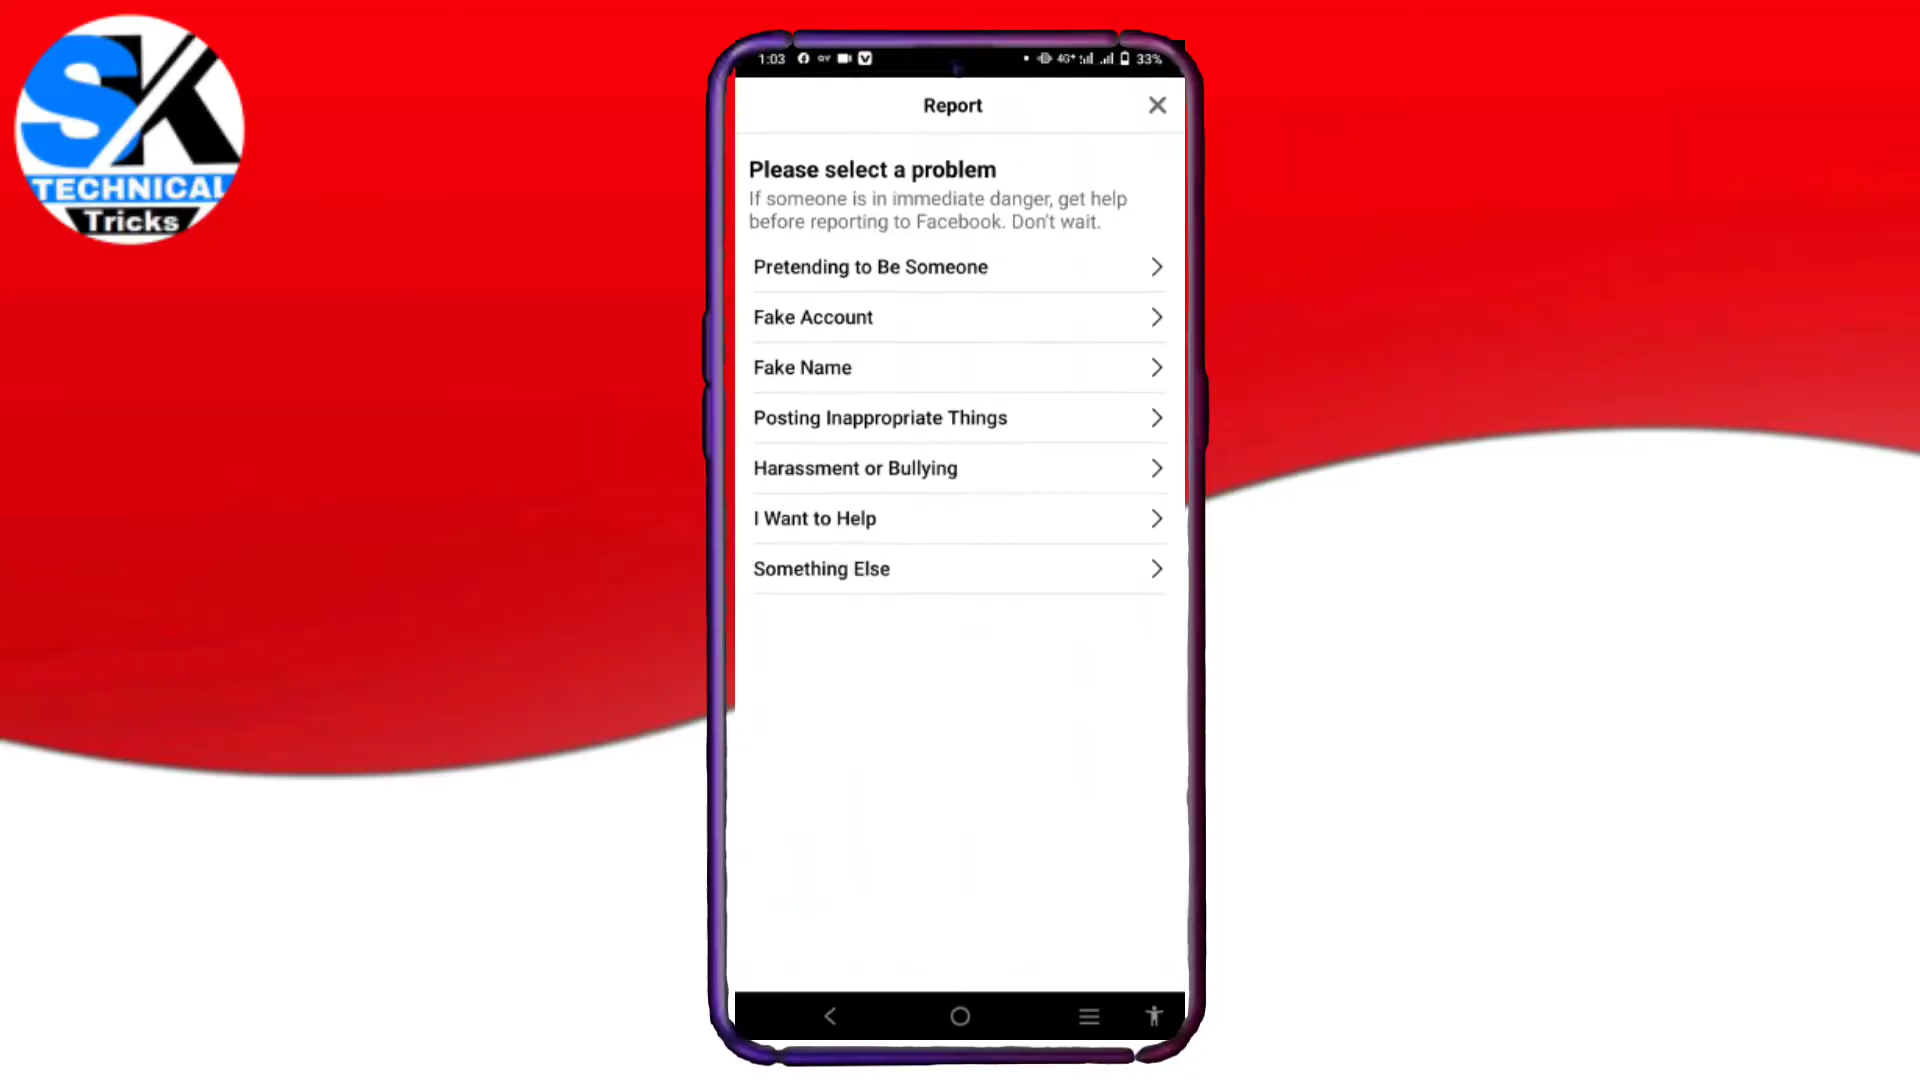 SK
TECHNICAL
Tricks
1:03
4G+
33%
Report
Please select a problem
If someone is in immediate danger, get help
before reporting to Facebook. Don't wait.
Pretending to Be Someone
Fake Account
Fake Name
Posting Inappropriate Things
Harassment or Bullying
I Want to Help
Something Else